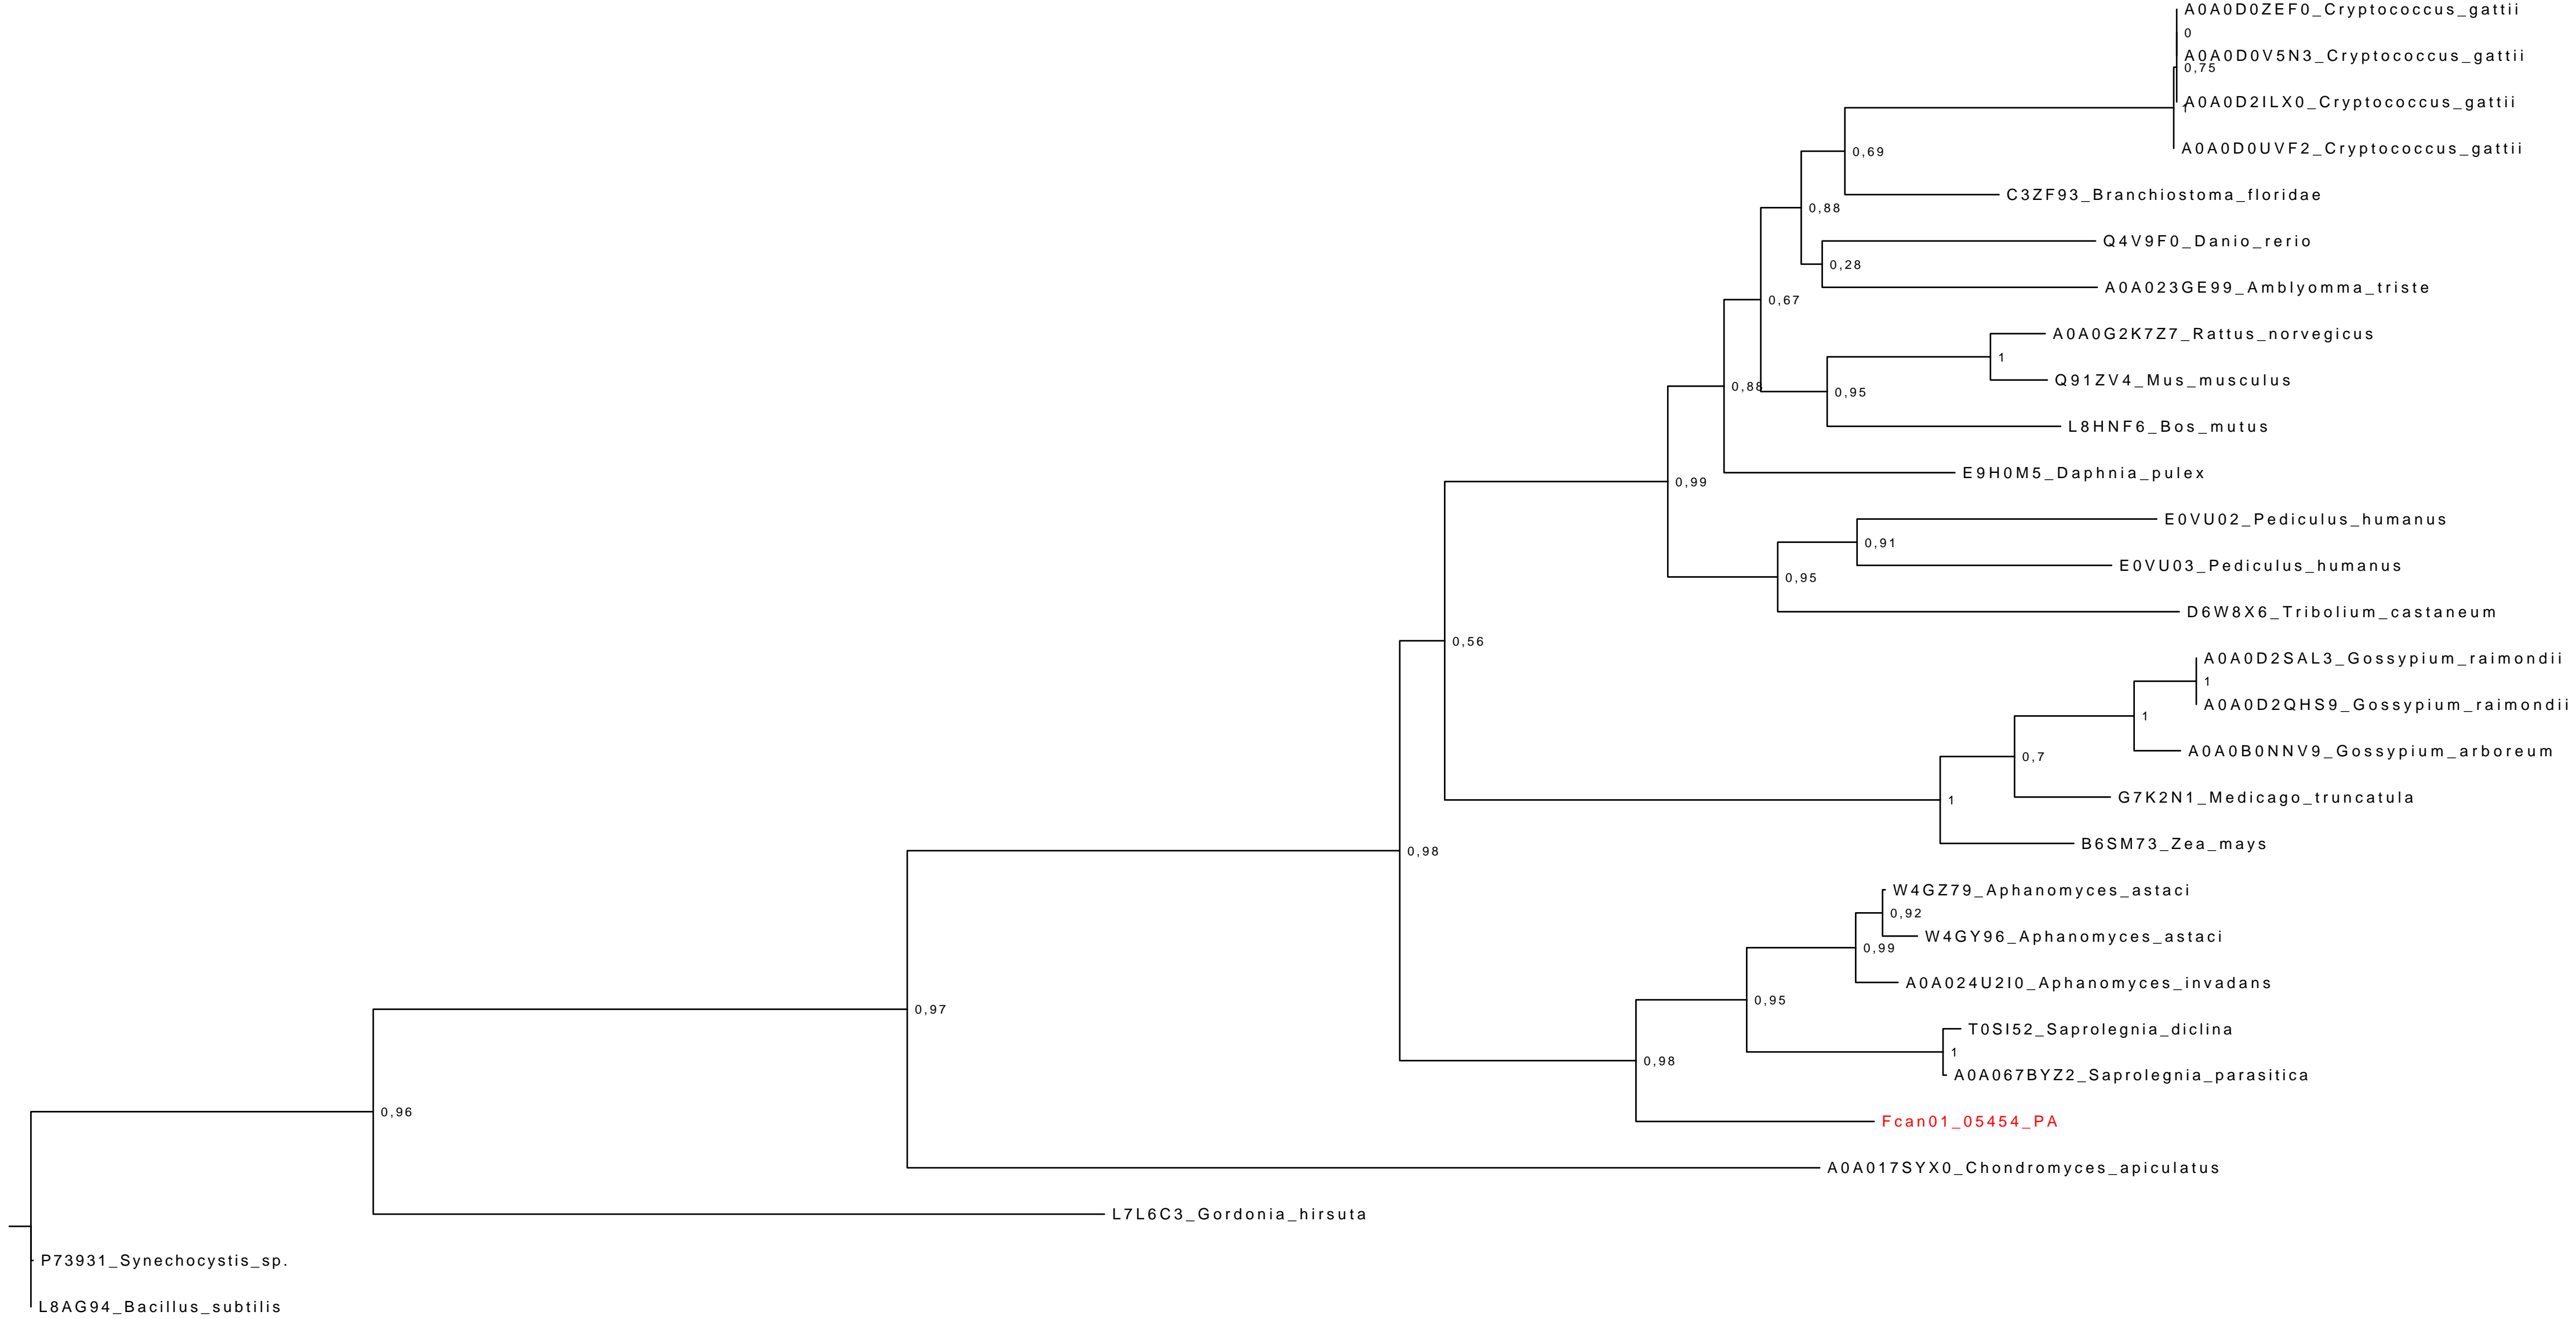 A0A0D0ZEF0_Cryptococcus_gattii
0
A0A0D0V5N3_Cryptococcus_gattii
0,75
A0A0D2ILX0_Cryptococcus_gattii
1
A0A0D0UVF2_Cryptococcus_gattii
0,69
C3ZF93_Branchiostoma_floridae
0,88
Q4V9F0_Danio_rerio
0,28
A0A023GE99_Amblyomma_triste
0,67
A0A0G2K7Z7_Rattus_norvegicus
1
Q91ZV4_Mus_musculus
0,88
0,95
L8HNF6_Bos_mutus
E9H0M5_Daphnia_pulex
0,99
E0VU02_Pediculus_humanus
0,91
E0VU03_Pediculus_humanus
0,95
D6W8X6_Tribolium_castaneum
0,56
A0A0D2SAL3_Gossypium_raimondii
1
A0A0D2QHS9_Gossypium_raimondii
1
A0A0B0NNV9_Gossypium_arboreum
0,7
G7K2N1_Medicago_truncatula
1
B6SM73_Zea_mays
0,98
W4GZ79_Aphanomyces_astaci
0,92
W4GY96_Aphanomyces_astaci
0,99
A0A024U2I0_Aphanomyces_invadans
0,95
0,97
T0SI52_Saprolegnia_diclina
1
0,98
A0A067BYZ2_Saprolegnia_parasitica
0,96
Fcan01_05454_PA
A0A017SYX0_Chondromyces_apiculatus
L7L6C3_Gordonia_hirsuta
P73931_Synechocystis_sp.
L8AG94_Bacillus_subtilis